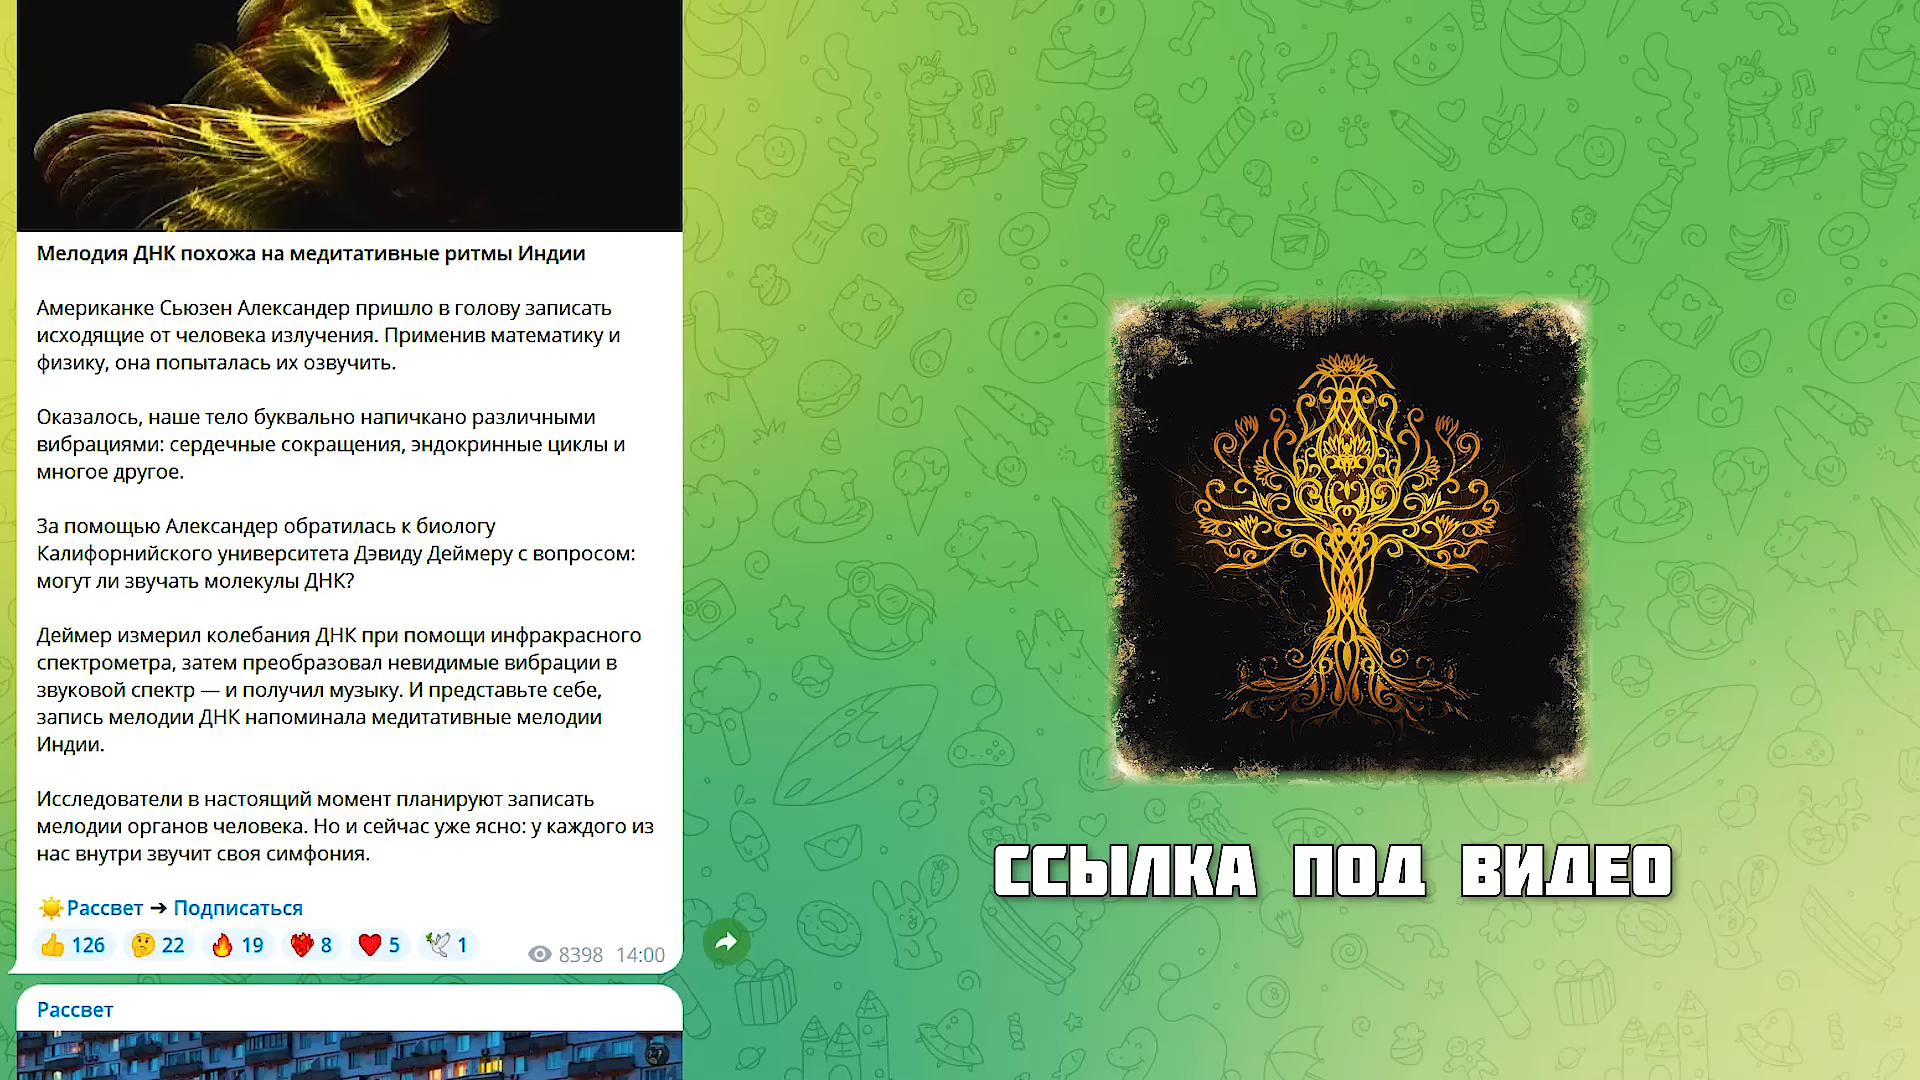 Мелодия ДНК похожа на медитативные ритмы Индии
Американке Сьюзен Александер пришло в голову записать
исходящие от человека излучения. Применив математику и
физику, она попыталась их озвучить.
Оказалось, наше тело буквально напичкано различными
вибрациями: сердечные сокращения, эндокринные циклы и
многое другое.
За помощью Александер обратилась к биологу
Калифорнийского университета Дэвиду Деймеру с вопросом:
могут ли звучать молекулы ДНК?
Деймер измерил колебания ДНК при помощи инфракрасного
спектрометра, затем преобразовал невидимые вибрации в
звуковой спектр — и получил музыку. И представьте себе,
запись мелодии ДНК напоминала медитативные мелодии
Индии.
Исследователи в настоящий момент планируют записать
мелодии органов человека. Но и сейчас уже ясно: у каждого из
нас внутри звучит своя симфония.
☀️Рассвет ➔ Подписаться
👍 126 🤔 22 🔥 19 ❤️‍🔥 8 ❤️ 5 🕊 1
8398 14:00
Рассвет
ССЫЛКА ПОД ВИДЕО